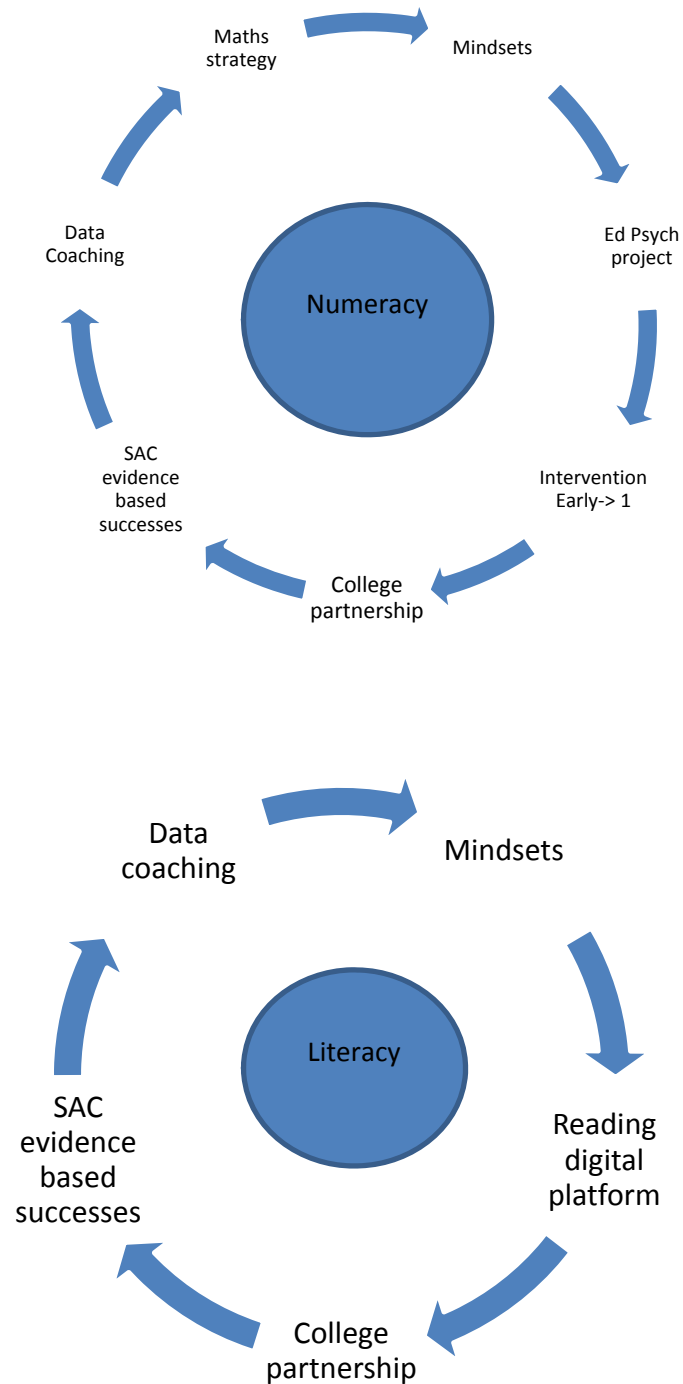 Maths
strategy
Mindsets
Ed Psych
project
Intervention
Early-> 1
College
partnership
SAC
evidence
based
successes
Data
Coaching
Numeracy
Data
coaching
Mindsets
Reading
digital
platform
College
partnership
SAC
evidence
based
successes
Literacy